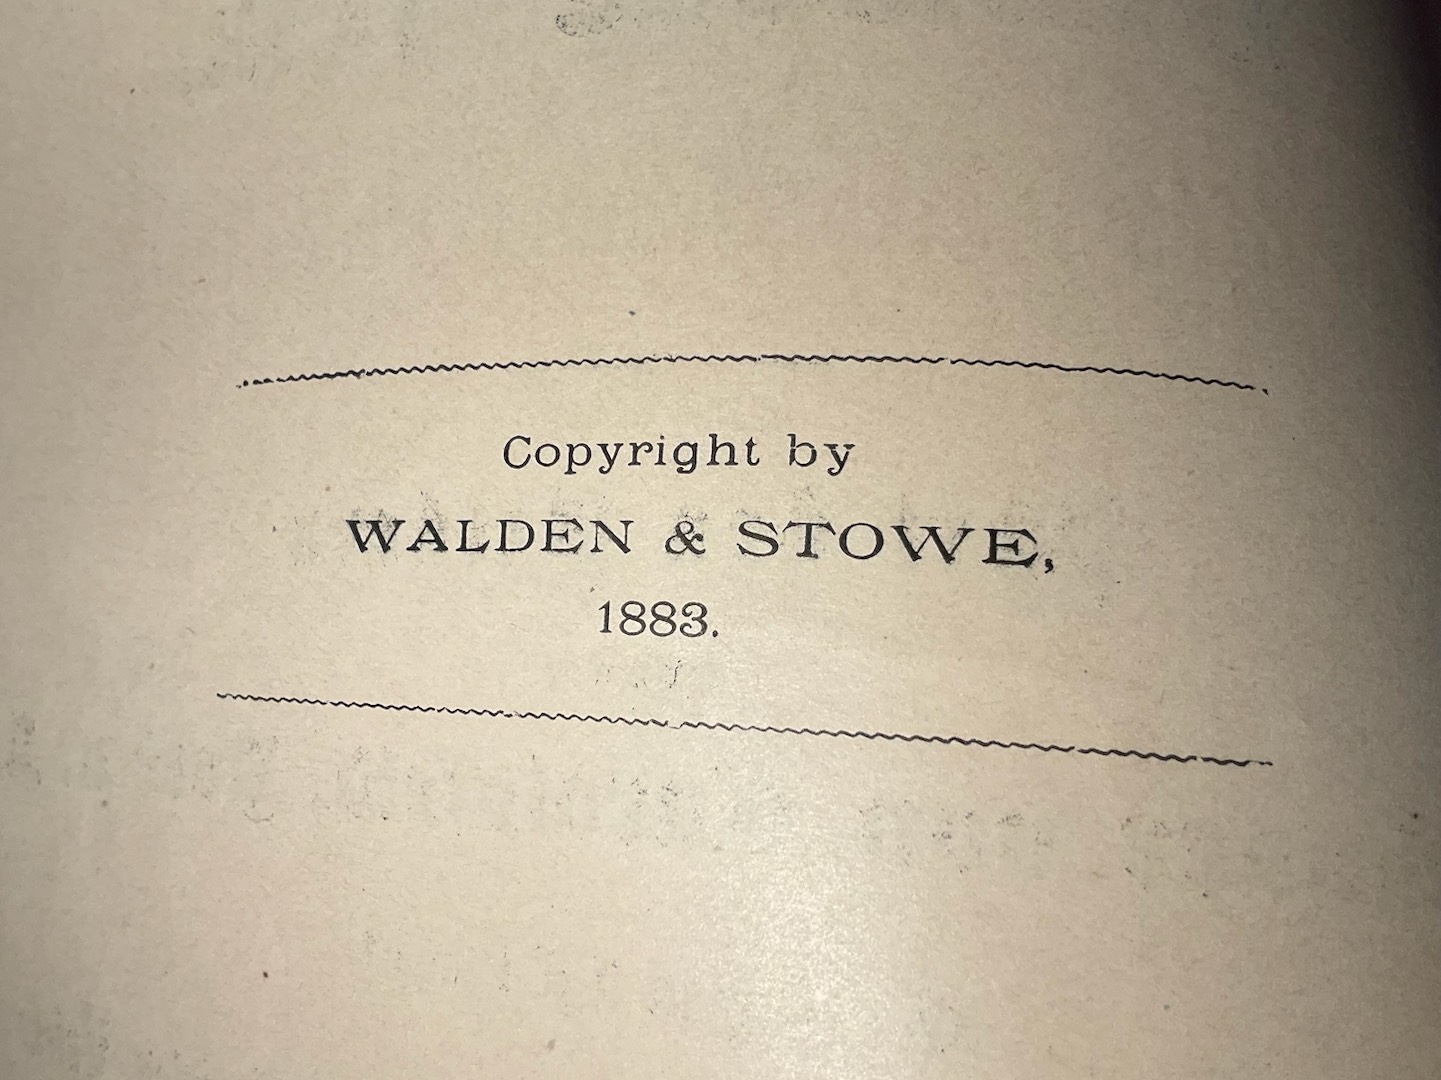 Copyright by
WALDEN & STOWE,
1883.